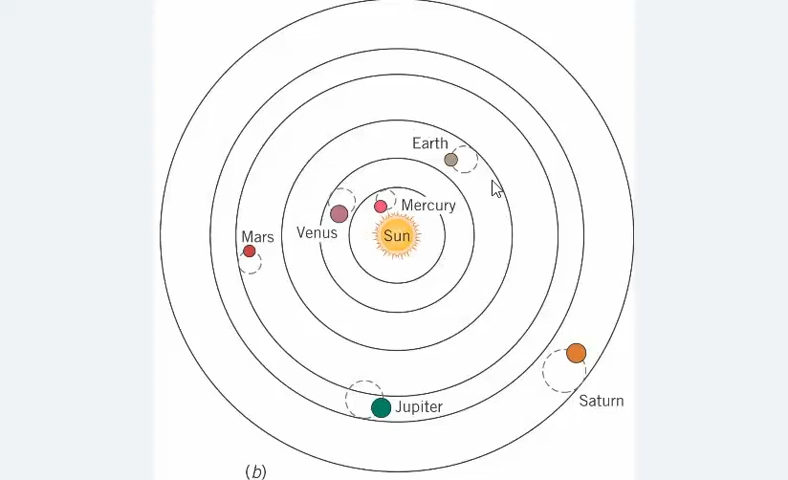 Earth
Mercury
Venus
Sun
Mars
Jupiter
Saturn
(b)